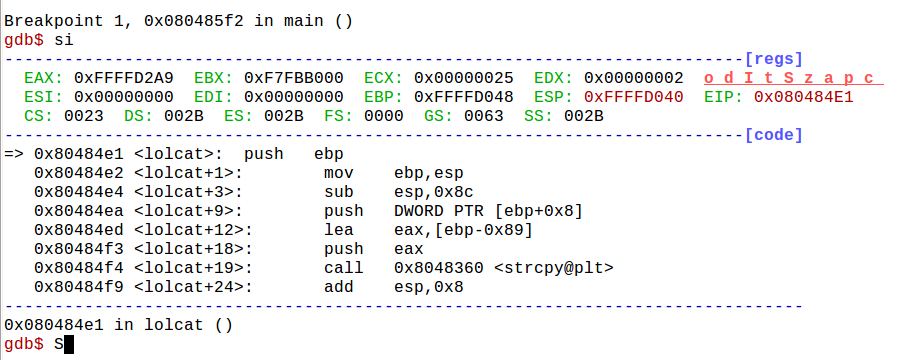 Breakpoint 1, 0x080485f2 in main ()
gdb$ si
-----------------------------------------------------------------------[regs]
  EAX: 0xFFFFD2A9  EBX: 0xF7FBB000  ECX: 0x00000025  EDX: 0x00000002  o d I t S z a p c
  ESI: 0x00000000  EDI: 0x00000000  EBP: 0xFFFFD048  ESP: 0xFFFFD040  EIP: 0x080484E1
  CS: 0023  DS: 002B  ES: 002B  FS: 0000  GS: 0063  SS: 002B
-----------------------------------------------------------------------[code]
=> 0x80484e1 <lolcat>:  push   ebp
   0x80484e2 <lolcat+1>:        mov    ebp,esp
   0x80484e4 <lolcat+3>:        sub    esp,0x8c
   0x80484ea <lolcat+9>:        push   DWORD PTR [ebp+0x8]
   0x80484ed <lolcat+12>:       lea    eax,[ebp-0x89]
   0x80484f3 <lolcat+18>:       push   eax
   0x80484f4 <lolcat+19>:       call   0x8048360 <strcpy@plt>
   0x80484f9 <lolcat+24>:       add    esp,0x8
-----------------------------------------------------------------------------
0x080484e1 in lolcat ()
gdb$ S